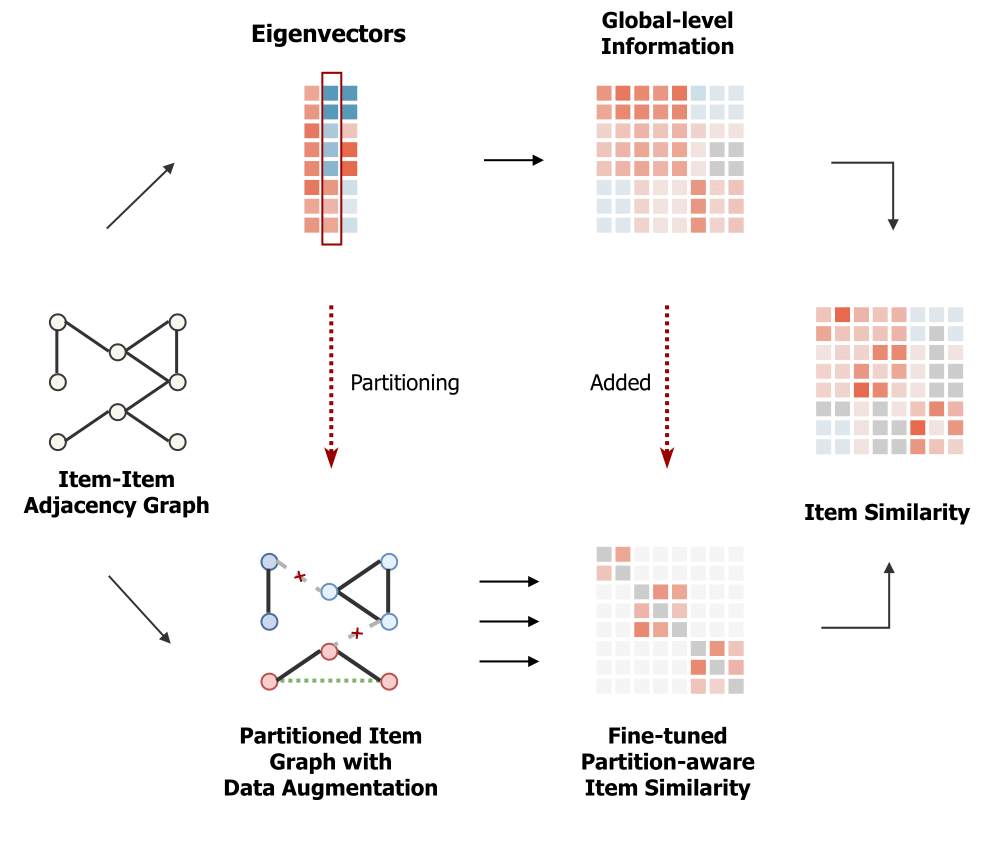 Eigenvectors
Global-level
Information
Partitioning
Added
Item-Item
Adjacency Graph
Item Similarity
Partitioned Item
Graph with
Data Augmentation
Fine-tuned
Partition-aware
Item Similarity